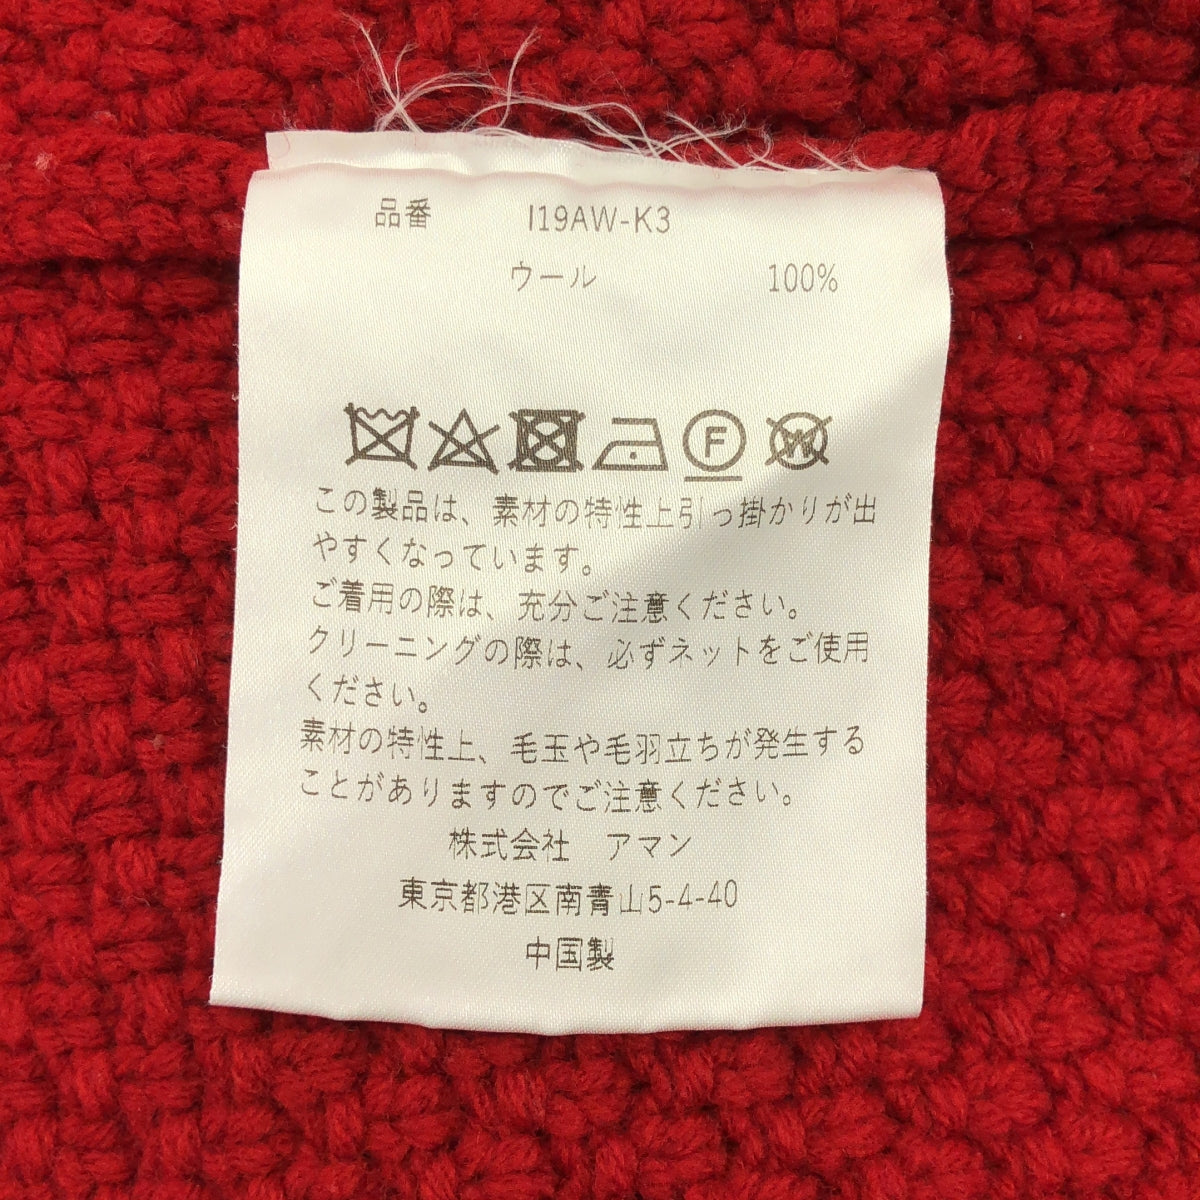 品番 I19AW-K3
ウール 100%
F
W
この製品は、素材の特性上引っ掛かりが出
やすくなっています。
ご着用の際は、充分ご注意ください。
クリーニングの際は、必ずネットをご使用
ください。
素材の特性上、毛玉や毛羽立ちが発生する
ことがありますのでご注意ください。
株式会社 アマン
東京都港区南青山5-4-40
中国製